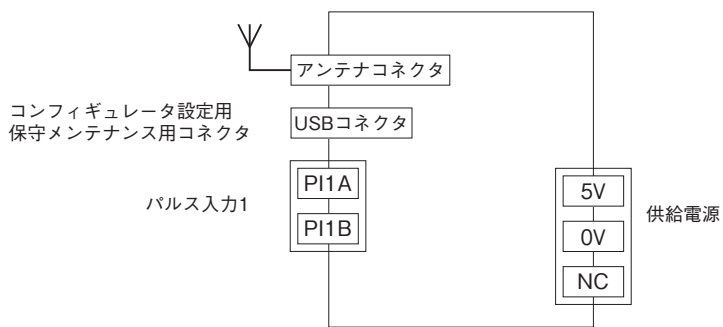 アンテナコネクタ
コンフィギュレータ設定用
保守メンテナンス用コネクタ
USBコネクタ
パルス入力1
PI1A
PI1B
5V
0V
NC
供給電源